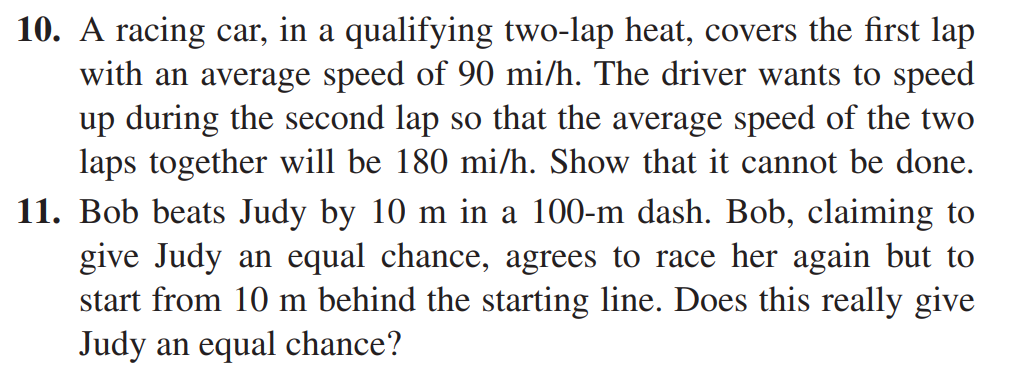 10. A racing car, in a qualifying two-lap heat, covers the first lap
with an average speed of 90 mi/h. The driver wants to speed
up during the second lap so that the average speed of the two
laps together will be 180 mi/h. Show that it cannot be done.
11. Bob beats Judy by 10 m in a 100-m dash. Bob, claiming to
give Judy an equal chance, agrees to race her again but to
start from 10 m behind the starting line. Does this really give
Judy an equal chance?